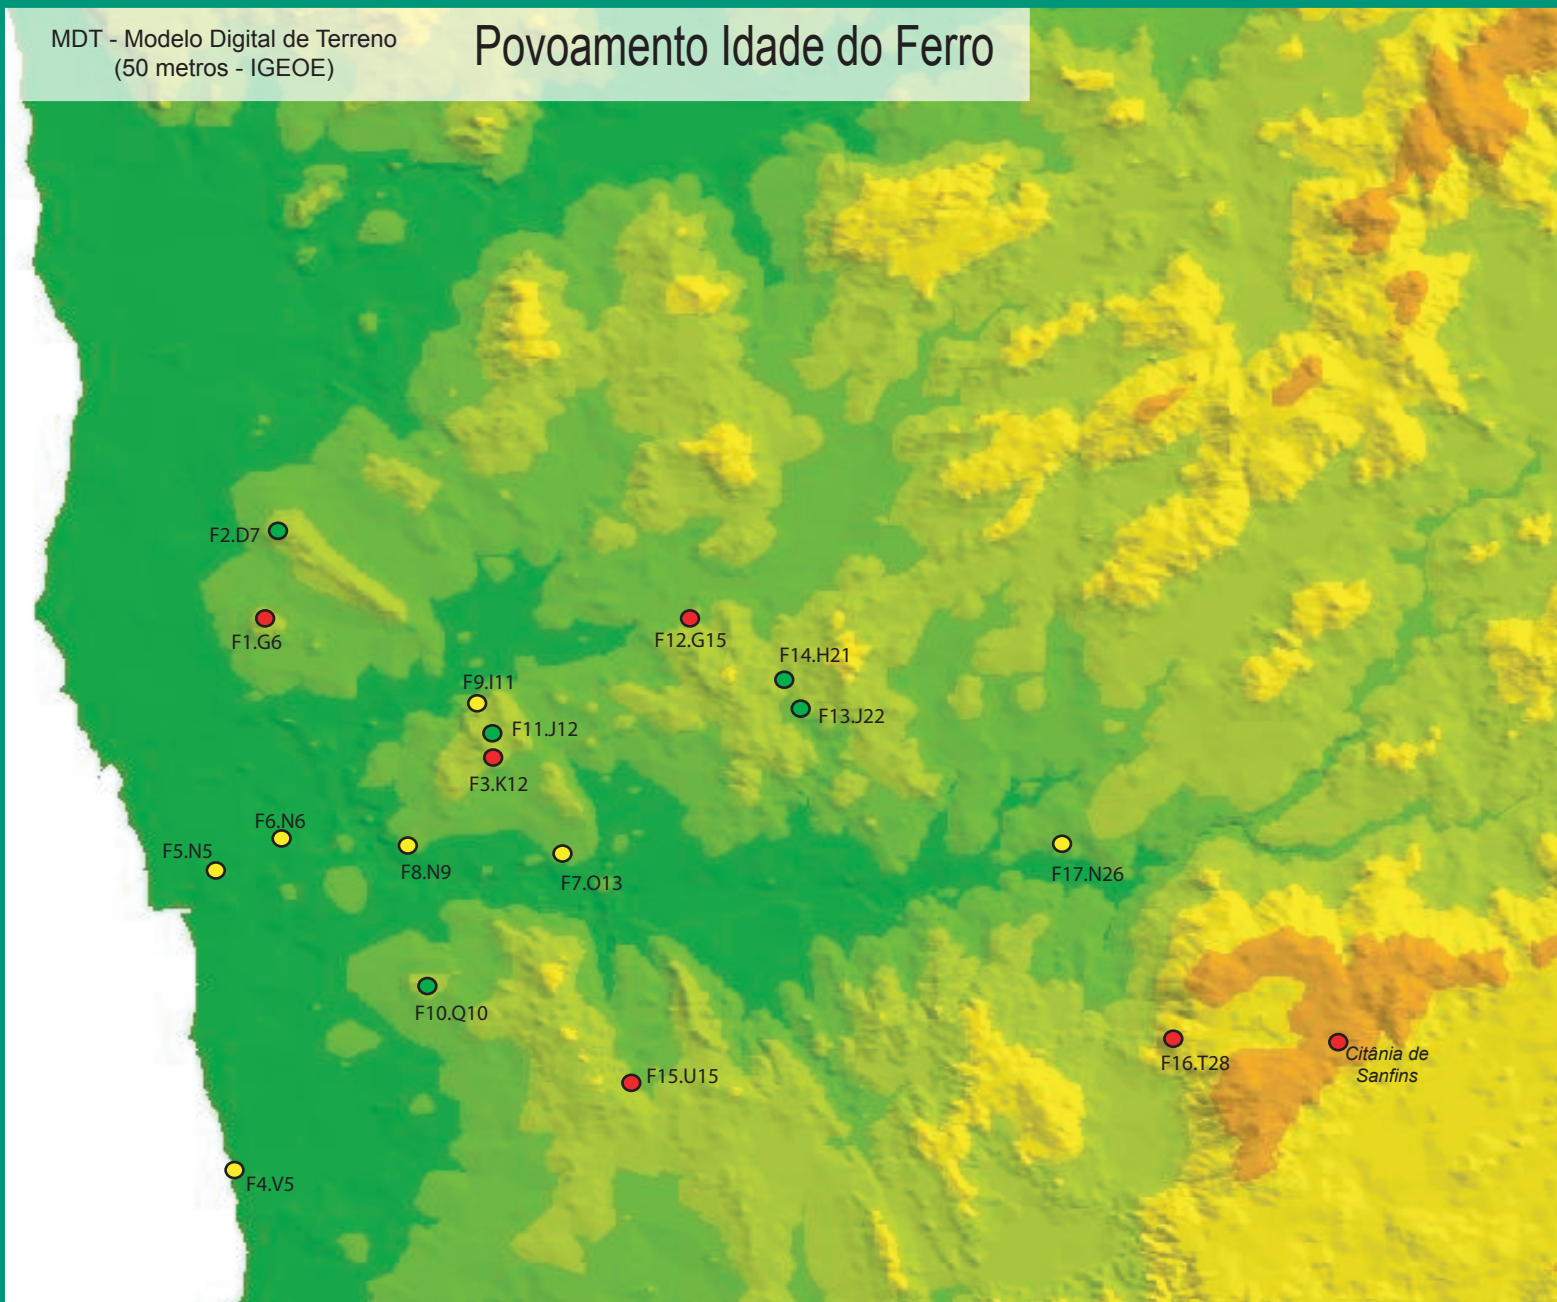 MDT - Modelo Digital de Terreno
(50 metros - IGEOE)
Povoamento Idade do Ferro
F2.D7
F1.G6
F12.G15
F14.H21
F9.I11
F13.J22
F11.J12
F3.K12
F6.N6
F5.N5
F8.N9
F7.O13
F17.N26
F10.Q10
F16.T28
Citânia de
Sanfins
F15.U15
F4.V5